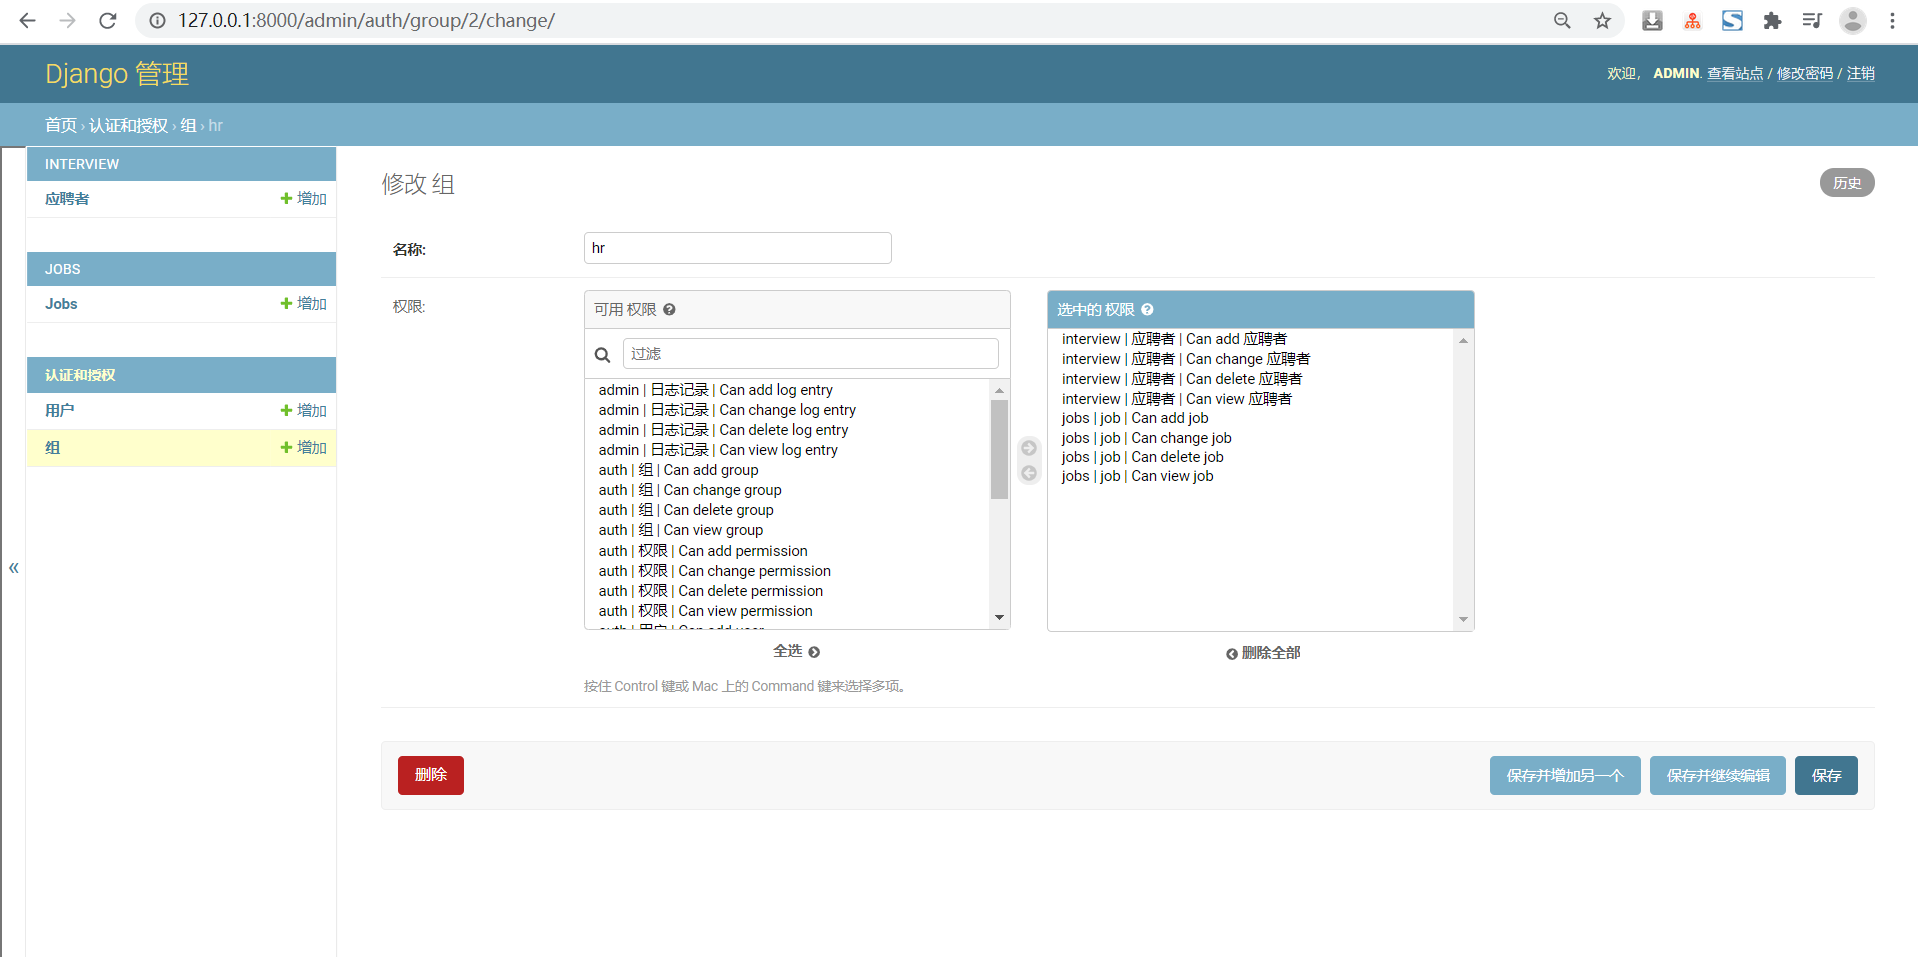 127.0.0.1:8000/admin/auth/group/2/change/
Django 管理
欢迎， ADMIN. 查看站点 / 修改密码 / 注销
首页 › 认证和授权 › 组 › hr
INTERVIEW
应聘者 增加
JOBS
Jobs 增加
认证和授权
用户 增加
组 增加
«
修改 组
历史
名称:
hr
权限:
可用 权限
过滤
admin | 日志记录 | Can add log entry
admin | 日志记录 | Can change log entry
admin | 日志记录 | Can delete log entry
admin | 日志记录 | Can view log entry
auth | 组 | Can add group
auth | 组 | Can change group
auth | 组 | Can delete group
auth | 组 | Can view group
auth | 权限 | Can add permission
auth | 权限 | Can change permission
auth | 权限 | Can delete permission
auth | 权限 | Can view permission
auth | 用户 | Can add user
全选
选中的 权限
interview | 应聘者 | Can add 应聘者
interview | 应聘者 | Can change 应聘者
interview | 应聘者 | Can delete 应聘者
interview | 应聘者 | Can view 应聘者
jobs | job | Can add job
jobs | job | Can change job
jobs | job | Can delete job
jobs | job | Can view job
删除全部
按住 Control 键或 Mac 上的 Command 键来选择多项。
删除
保存并增加另一个
保存并继续编辑
保存